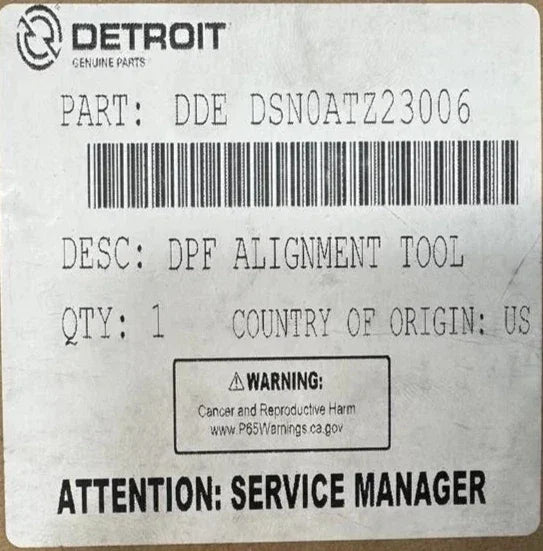 DETROIT
GENUINE PARTS
PART: DDE DSN0ATZ23006
DESC: DPF ALIGNMENT TOOL
QTY: 1 COUNTRY OF ORIGIN: US
⚠WARNING:
Cancer and Reproductive Harm
www.P65Warnings.ca.gov
ATTENTION: SERVICE MANAGER